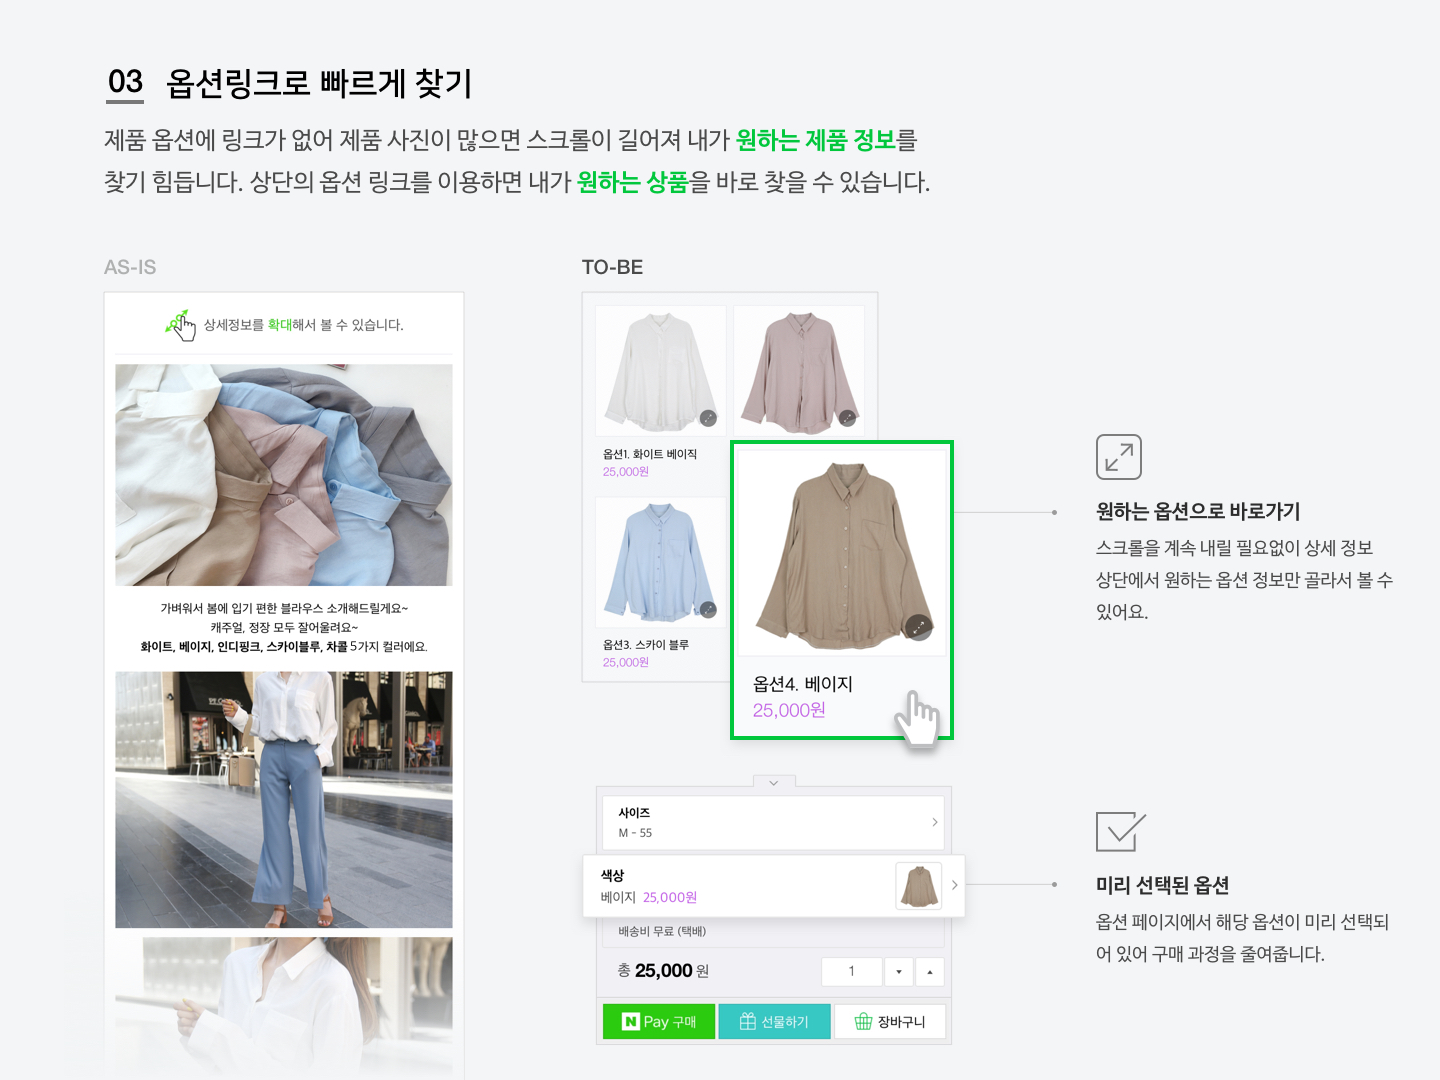 03 옵션링크로 빠르게 찾기
제품 옵션에 링크가 없어 제품 사진이 많으면 스크롤이 길어져 내가 원하는 제품 정보를
찾기 힘듭니다. 상단의 옵션 링크를 이용하면 내가 원하는 상품을 바로 찾을 수 있습니다.
AS-IS
상세정보를 확대해서 볼 수 있습니다.
가벼워서 봄에 입기 편한 블라우스 소개해드릴게요~
캐주얼, 정장 모두 잘어울려요~
화이트, 베이지, 인디핑크, 스카이블루, 차콜 5가지 컬러에요.
TO-BE
옵션1. 화이트 베이직
25,000원
옵션3. 스카이 블루
25,000원
옵션4. 베이지
25,000원
사이즈
M - 55
색상
베이지 25,000원
배송비 무료 (택배)
총 25,000 원
1
N Pay 구매
선물하기
장바구니
원하는 옵션으로 바로가기
스크롤을 계속 내릴 필요없이 상세 정보
상단에서 원하는 옵션 정보만 골라서 볼 수
있어요.
미리 선택된 옵션
옵션 페이지에서 해당 옵션이 미리 선택되
어 있어 구매 과정을 줄여줍니다.